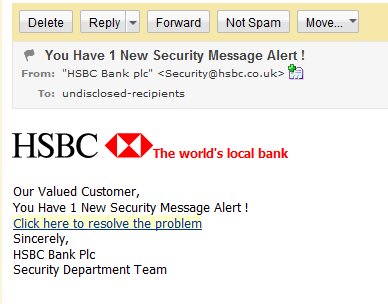 Delete Reply Forward Not Spam Move...
You Have 1 New Security Message Alert !
From: "HSBC Bank plc" <Security@hsbc.co.uk>
To: undisclosed-recipients
HSBC The world's local bank
Our Valued Customer,
You Have 1 New Security Message Alert !
Click here to resolve the problem
Sincerely,
HSBC Bank Plc
Security Department Team